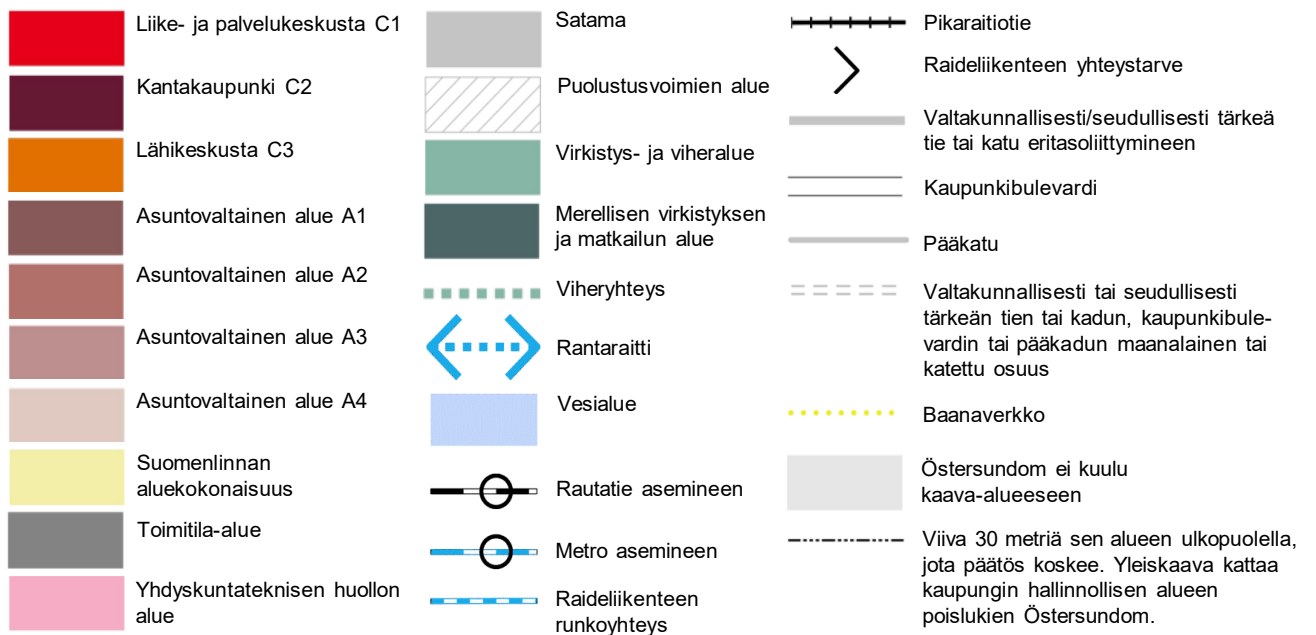 Liike- ja palvelukeskusta C1
Kantakaupunki C2
Lähikeskusta C3
Asuntovaltainen alue A1
Asuntovaltainen alue A2
Asuntovaltainen alue A3
Asuntovaltainen alue A4
Suomenlinnan
aluekokonaisuus
Toimitila-alue
Yhdyskuntateknisen huollon
alue
Satama
Puolustusvoimien alue
Virkistys- ja viheralue
Merellisen virkistyksen
ja matkailun alue
Viheryhteys
Rantaraitti
Vesialue
Rautatie asemineen
Metro asemineen
Raideliikenteen
runkoyhteys
Pikaraitiotie
Raideliikenteen yhteystarve
Valtakunnallisesti/seudullisesti tärkeä
tie tai katu eritasoliittymineen
Kaupunkibulevardi
Pääkatu
Valtakunnallisesti tai seudullisesti
tärkeän tien tai kadun, kaupunkibule-
vardin tai pääkadun maanalainen tai
katettu osuus
Baanaverkko
Östersundom ei kuulu
kaava-alueeseen
Viiva 30 metriä sen alueen ulkopuolella,
jota päätös koskee. Yleiskaava kattaa
kaupungin hallinnollisen alueen
poislukien Östersundom.